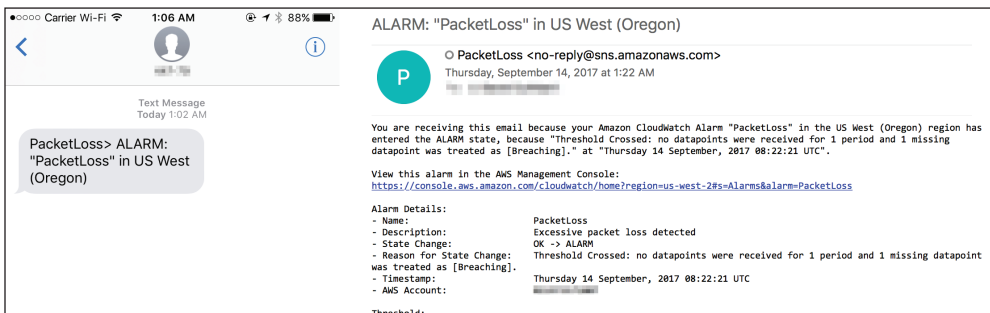 ●○○○○ Carrier Wi-Fi 1:06 AM 88%
Text Message
Today 1:02 AM
PacketLoss> ALARM:
"PacketLoss" in US West
(Oregon)
ALARM: "PacketLoss" in US West (Oregon)
P
PacketLoss <no-reply@sns.amazonaws.com>
Thursday, September 14, 2017 at 1:22 AM
You are receiving this email because your Amazon CloudWatch Alarm "PacketLoss" in the US West (Oregon) region has
entered the ALARM state, because "Threshold Crossed: no datapoints were received for 1 period and 1 missing
datapoint was treated as [Breaching]." at "Thursday 14 September, 2017 08:22:21 UTC".
View this alarm in the AWS Management Console:
https://console.aws.amazon.com/cloudwatch/home?region=us-west-2#s=Alarms&alarm=PacketLoss
Alarm Details:
- Name: PacketLoss
- Description: Excessive packet loss detected
- State Change: OK -> ALARM
- Reason for State Change: Threshold Crossed: no datapoints were received for 1 period and 1 missing datapoint
was treated as [Breaching].
- Timestamp: Thursday 14 September, 2017 08:22:21 UTC
- AWS Account:
Threshold: